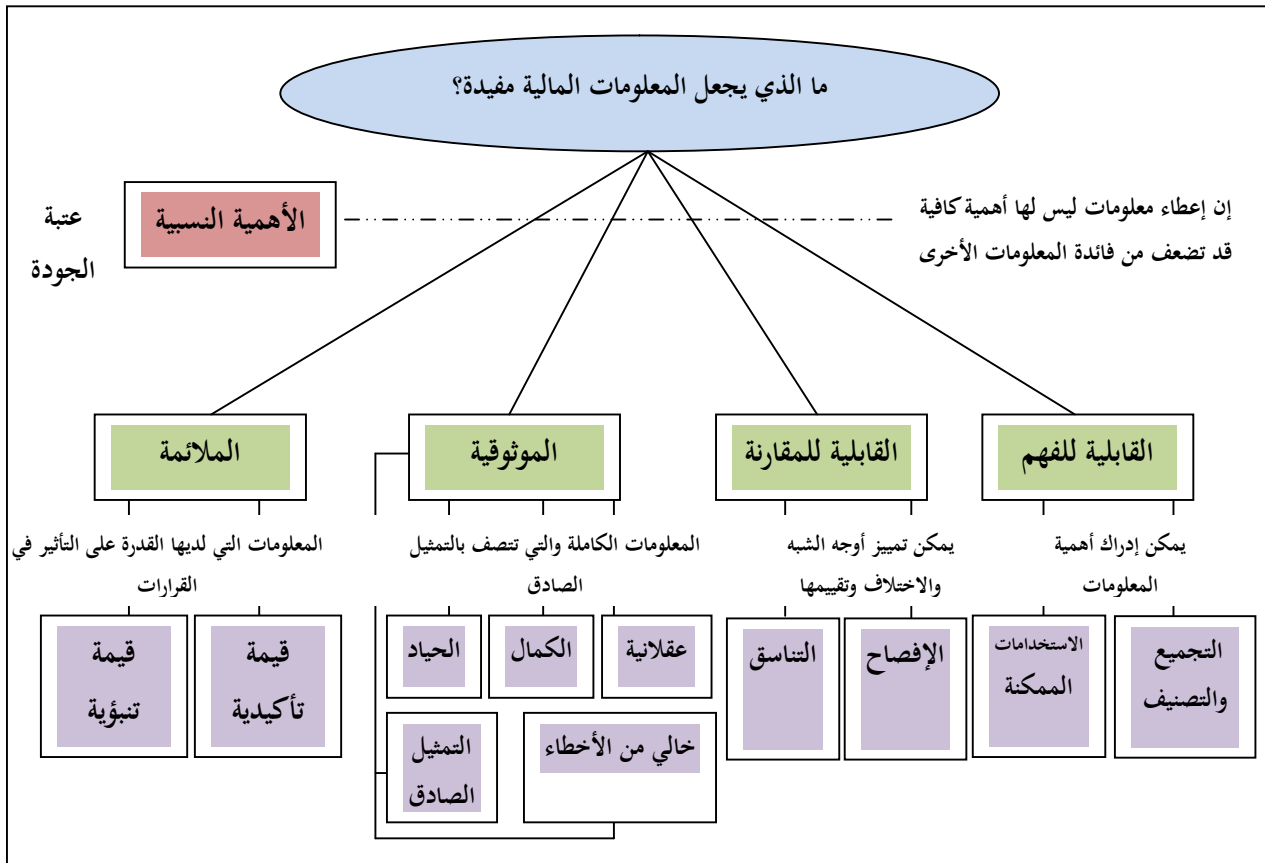 ما الذي يجعل المعلومات المالية مفيدة؟
إن إعطاء معلومات ليس لها أهمية كافية
قد تضعف من فائدة المعلومات الأخرى
الأهمية النسبية
عتبة
الجودة
القابلية للفهم
القابلية للمقارنة
الموثوقية
الملائمة
يمكن إدراك أهمية
المعلومات
يمكن تمييز أوجه الشبه
والاختلاف وتقييمها
المعلومات الكاملة والتي تتصف بالتمثيل
الصادق
المعلومات التي لديها القدرة على التأثير في
القرارات
التجميع
والتصنيف
الاستخدامات
الممكنة
الإفصاح
التناسق
عقلانية
الكمال
الحياد
خالي من الأخطاء
التمثيل
الصادق
قيمة
تأكيدية
قيمة
تنبؤية